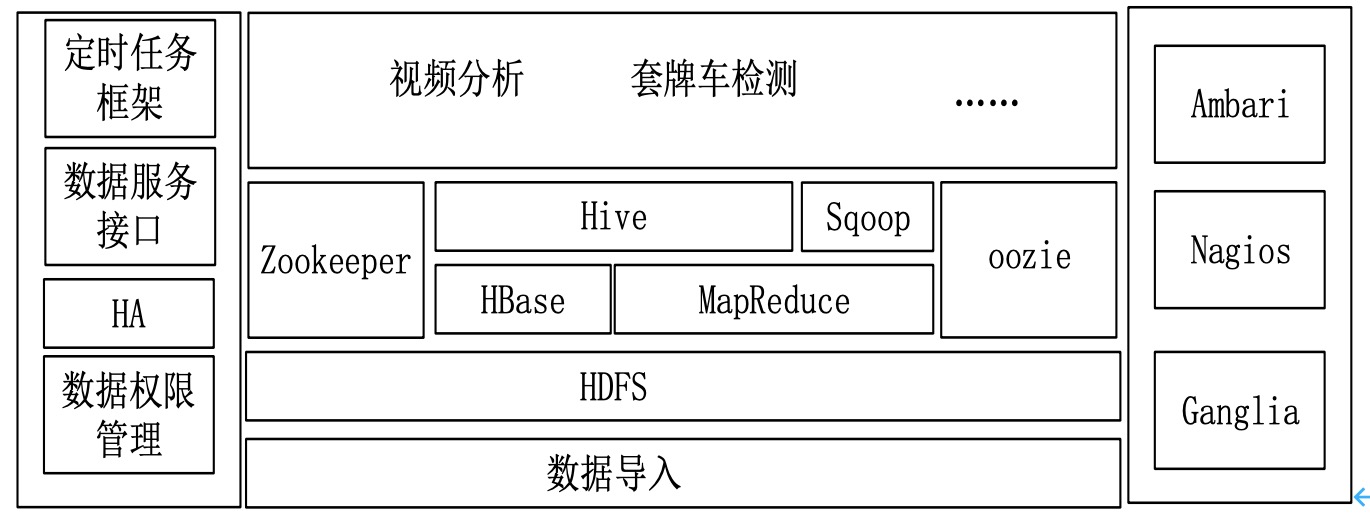 定时任务
框架
数据服务
接口
HA
数据权限
管理
视频分析 套牌车检测 ……
Zookeeper
Hive
Sqoop
HBase
MapReduce
oozie
HDFS
数据导入
Ambari
Nagios
Ganglia